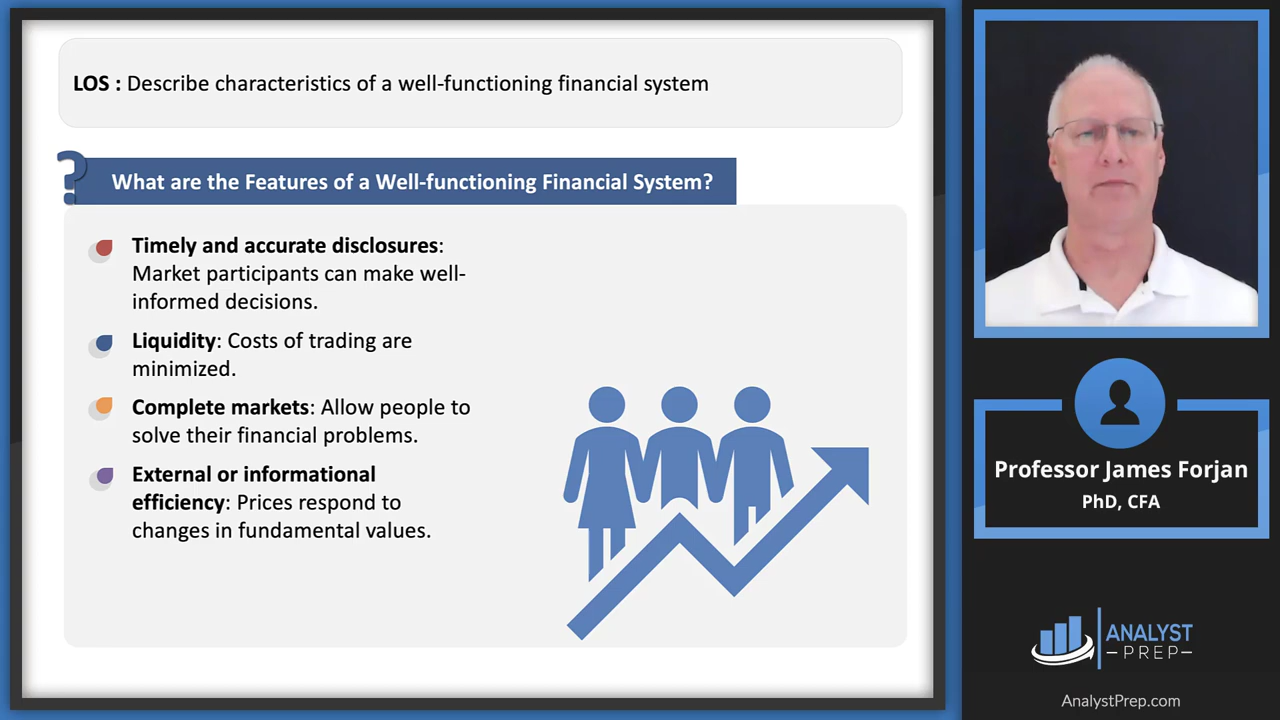 LOS : Describe characteristics of a well-functioning financial system
?
What are the Features of a Well-functioning Financial System?
Timely and accurate disclosures:
Market participants can make well-
informed decisions.
Liquidity: Costs of trading are
minimized.
Complete markets: Allow people to
solve their financial problems.
External or informational
efficiency: Prices respond to
changes in fundamental values.
Professor James Forjan
PhD, CFA
ANALYST
–PREP–
AnalystPrep.com